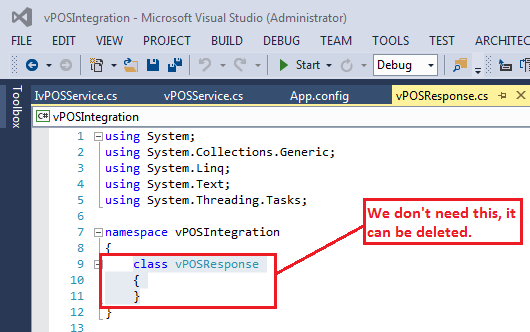 vPOSIntegration - Microsoft Visual Studio (Administrator)
FILE EDIT VIEW PROJECT BUILD DEBUG TEAM TOOLS TEST ARCHITEC
Start Debug
Toolbox
IvPOSService.cs vPOSService.cs App.config vPOSResponse.cs
C# vPOSIntegration
1 using System;
2 using System.Collections.Generic;
3 using System.Linq;
4 using System.Text;
5 using System.Threading.Tasks;
6
7 namespace vPOSIntegration
8 {
9 class vPOSResponse
10 {
11 }
12 }
We don't need this, it
can be deleted.